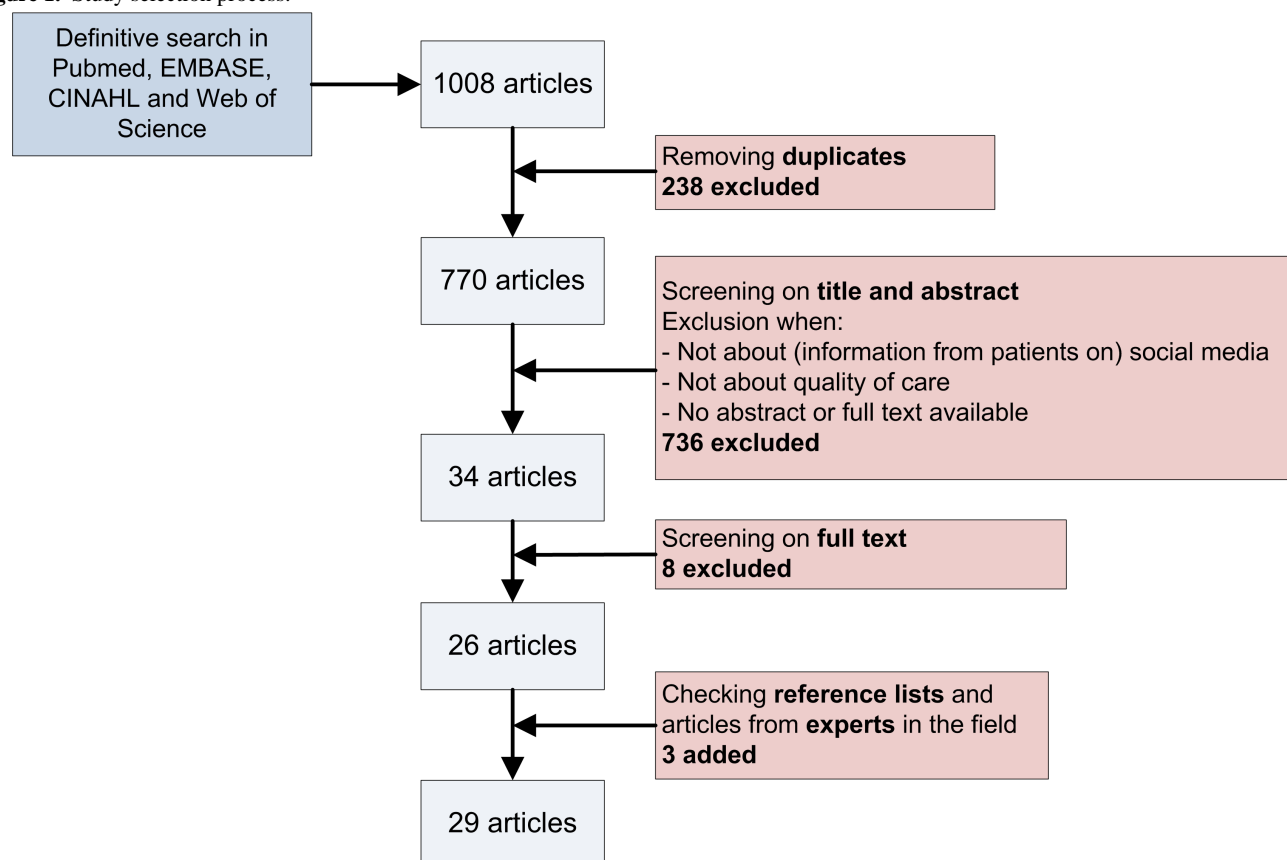 Study selection process.
Definitive search in
Pubmed, EMBASE,
CINAHL and Web of
Science
1008 articles
Removing duplicates
238 excluded
770 articles
Screening on title and abstract
Exclusion when:
- Not about (information from patients on) social media
- Not about quality of care
- No abstract or full text available
736 excluded
34 articles
Screening on full text
8 excluded
26 articles
Checking reference lists and
articles from experts in the field
3 added
29 articles